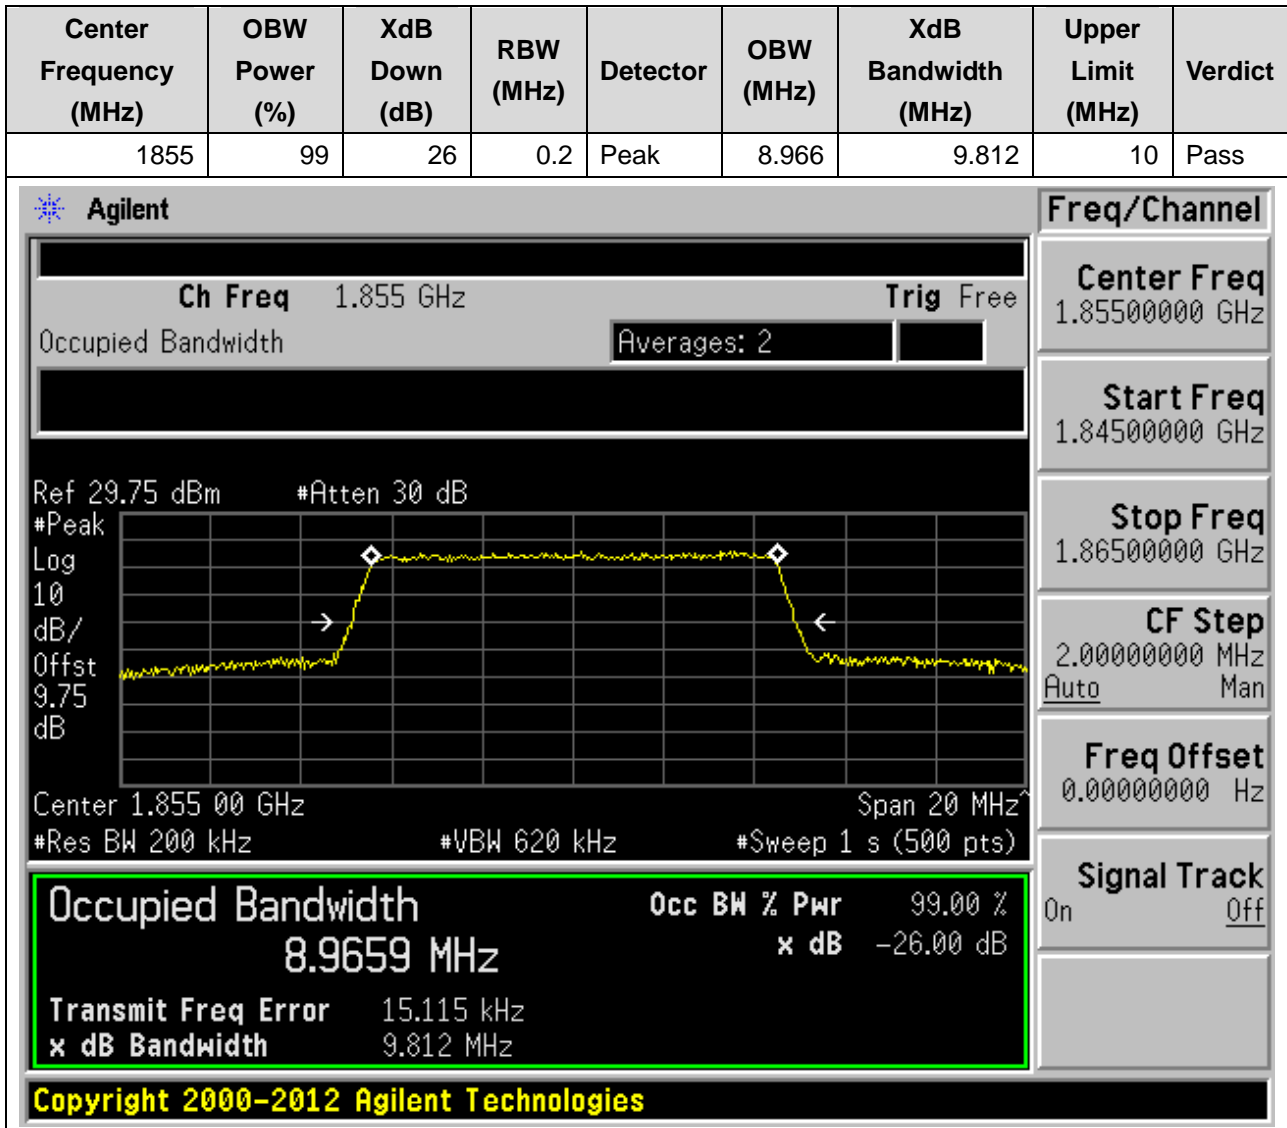 Center Frequency (MHz) OBW Power (%) XdB Down (dB) RBW (MHz) Detector OBW (MHz) XdB Bandwidth (MHz) Upper Limit (MHz) Verdict
1855 99 26 0.2 Peak 8.966 9.812 10 Pass
Agilent
Freq/Channel
Ch Freq 1.855 GHz Trig Free
Occupied Bandwidth Averages: 2
Center Freq
1.85500000 GHz
Start Freq
1.84500000 GHz
Stop Freq
1.86500000 GHz
CF Step
2.00000000 MHz
Auto Man
Freq Offset
0.00000000 Hz
Signal Track
On Off
Ref 29.75 dBm #Atten 30 dB
#Peak
Log
10
dB/
Offst
9.75
dB
Center 1.855 00 GHz Span 20 MHz^
#Res BW 200 kHz #VBW 620 kHz #Sweep 1 s (500 pts)
Occupied Bandwidth Occ BW % Pwr 99.00 %
8.9659 MHz x dB -26.00 dB
Transmit Freq Error 15.115 kHz
x dB Bandwidth 9.812 MHz
Copyright 2000-2012 Agilent Technologies